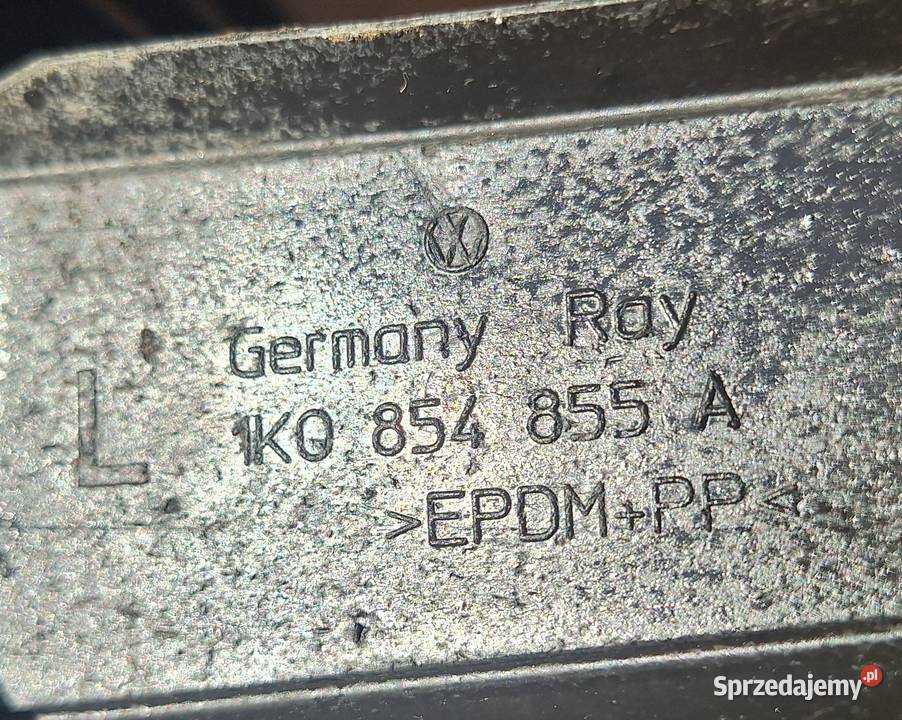 Germany Ray
L
1K0 854 855 A
>EPDM+PP<
Sprzedajemy.pl